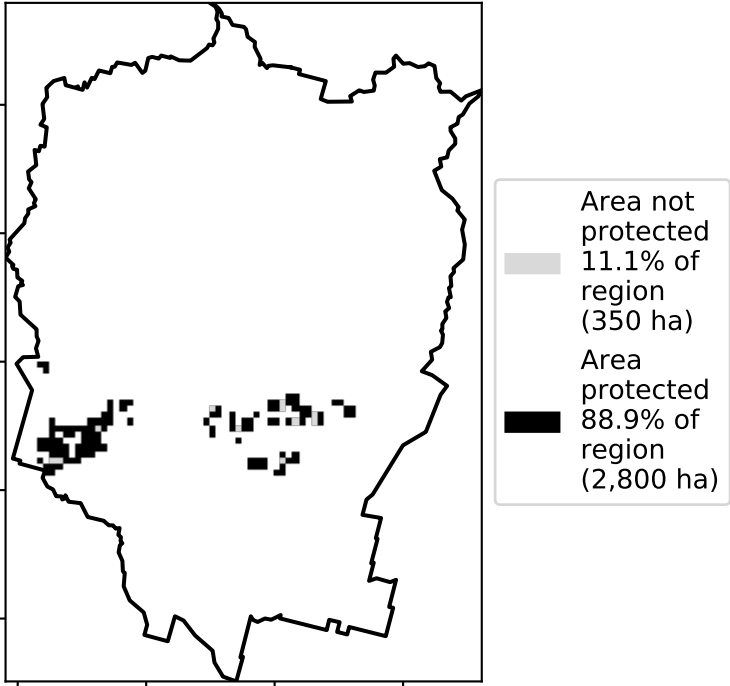 Area not
protected
11.1% of
region
(350 ha)
Area
protected
88.9% of
region
(2,800 ha)